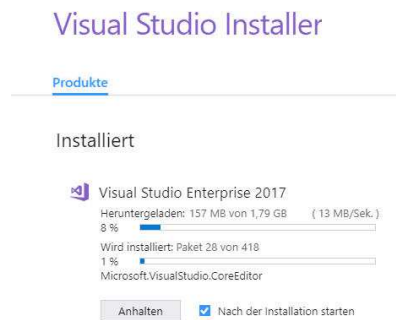 Visual Studio Installer
Produkte
Installiert
Visual Studio Enterprise 2017
Heruntergeladen: 157 MB von 1,79 GB ( 13 MB/Sek. )
8 %
Wird installiert: Paket 28 von 418
1 %
Microsoft.VisualStudio.CoreEditor
Anhalten Nach der Installation starten